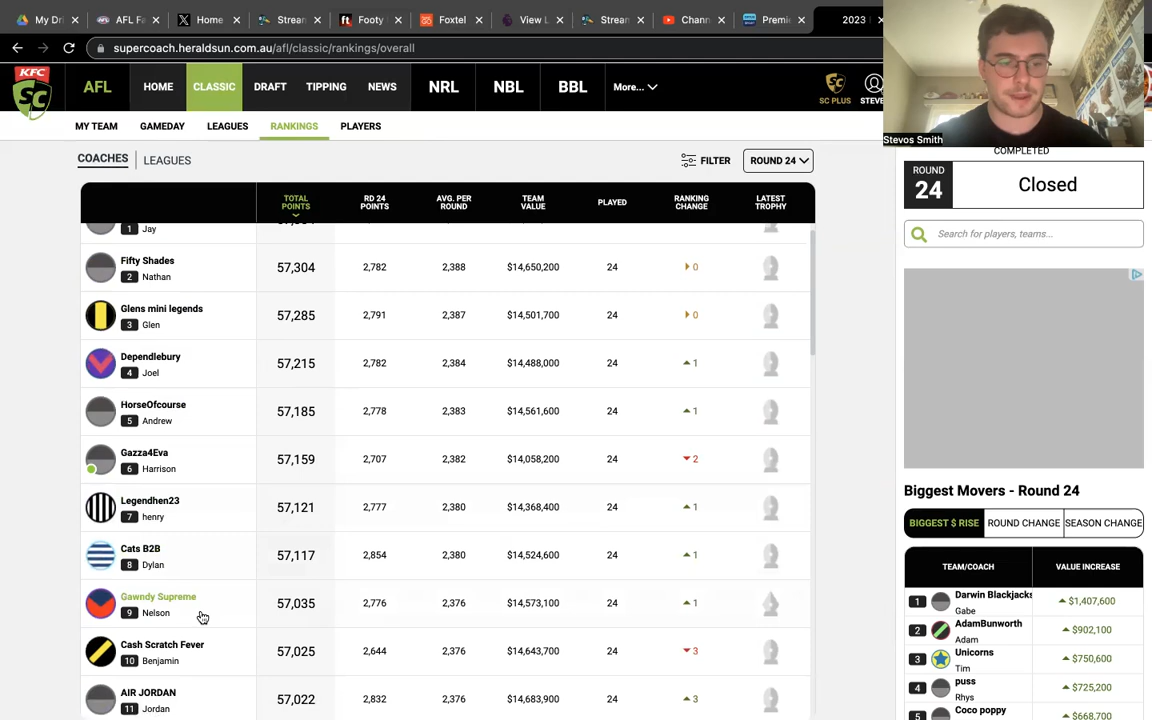 My Dri
AFL Fa
Home
Stream
Footy
Foxtel
View L
Stream
Chann
Premie
2023
supercoach.heraldsun.com.au/afl/classic/rankings/overall
KFC
SC
AFL
HOME
CLASSIC
DRAFT
TIPPING
NEWS
NRL
NBL
BBL
More...
SC PLUS
STEVE
MY TEAM
GAMEDAY
LEAGUES
RANKINGS
PLAYERS
Stevos Smith
COACHES
LEAGUES
FILTER
ROUND 24
TOTAL POINTS
RD 24 POINTS
AVG. PER ROUND
TEAM VALUE
PLAYED
RANKING CHANGE
LATEST TROPHY
1 Jay
Fifty Shades
2 Nathan
57,304 2,782 2,388 $14,650,200 24 0
Glens mini legends
3 Glen
57,285 2,791 2,387 $14,501,700 24 0
Dependlebury
4 Joel
57,215 2,782 2,384 $14,488,000 24 1
HorseOfcourse
5 Andrew
57,185 2,778 2,383 $14,561,600 24 1
Gazza4Eva
6 Harrison
57,159 2,707 2,382 $14,058,200 24 2
Legendhen23
7 henry
57,121 2,777 2,380 $14,368,400 24 1
Cats B2B
8 Dylan
57,117 2,854 2,380 $14,524,600 24 1
Gawndy Supreme
9 Nelson
57,035 2,776 2,376 $14,573,100 24 1
Cash Scratch Fever
10 Benjamin
57,025 2,644 2,376 $14,643,700 24 3
AIR JORDAN
11 Jordan
57,022 2,832 2,376 $14,683,900 24 3
COMPLETED
ROUND 24
Closed
Search for players, teams...
Biggest Movers - Round 24
BIGGEST $ RISE
ROUND CHANGE
SEASON CHANGE
TEAM/COACH
VALUE INCREASE
1 Darwin Blackjacks
Gabe
$1,407,600
2 AdamBunworth
Adam
$902,100
3 Unicorns
Tim
$750,600
4 puss
Rhys
$725,200
5 Coco poppy
$668,700